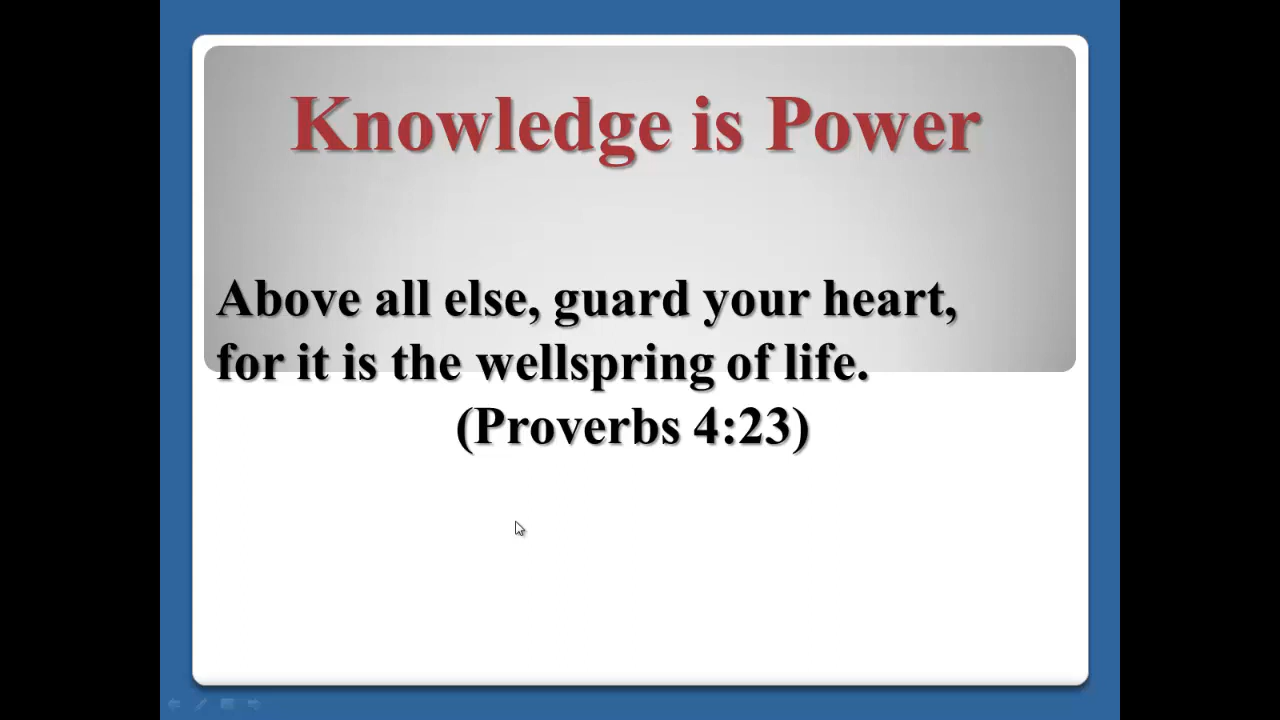 Knowledge is Power
Above all else, guard your heart,
for it is the wellspring of life.
(Proverbs 4:23)